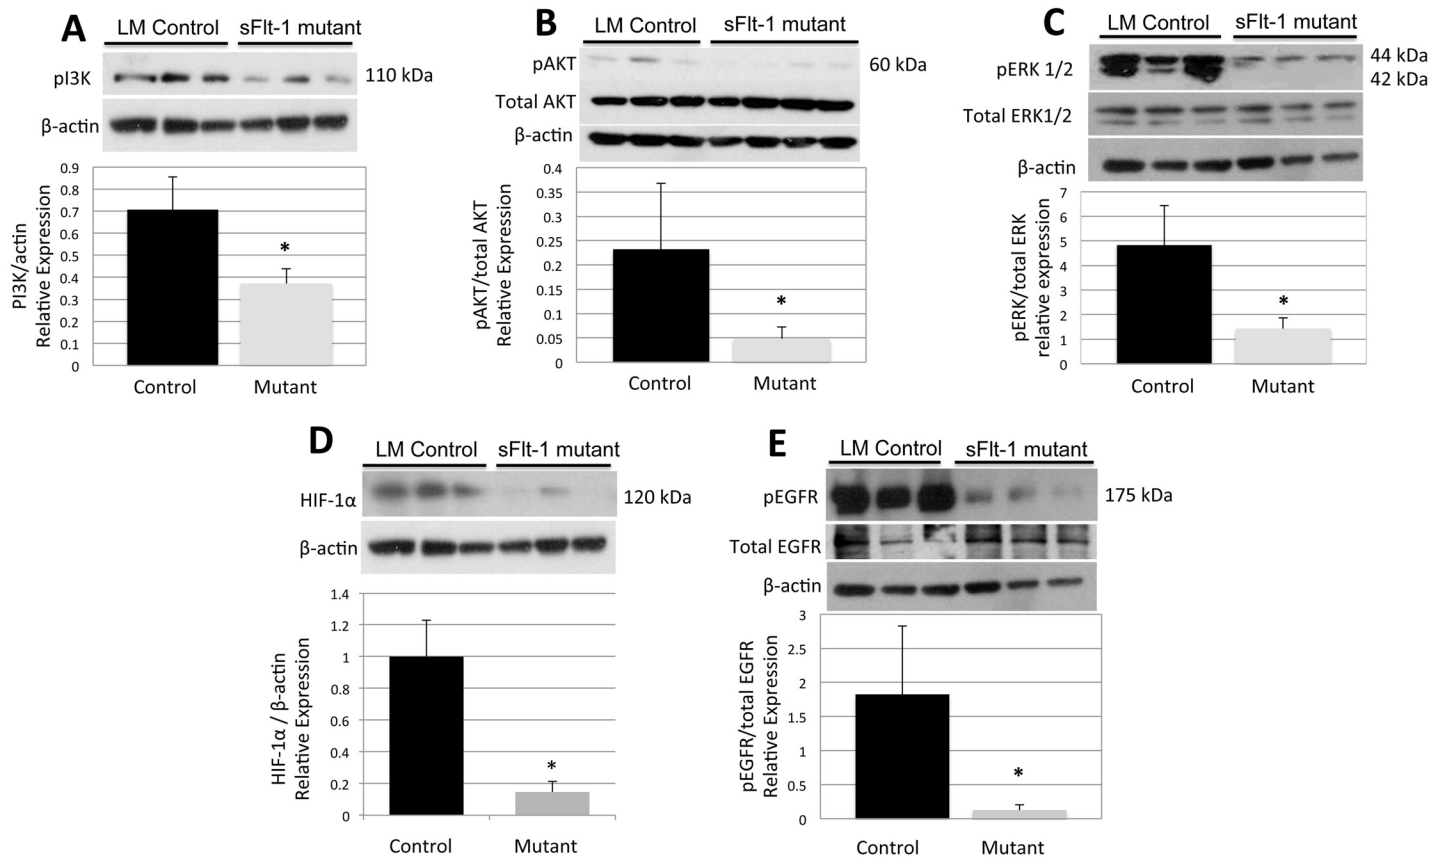 A
LM Control sFlt-1 mutant
pI3K 110 kDa
β-actin
PI3K/actin
Relative Expression
0.9
0.8
0.7
0.6
0.5
0.4
0.3
0.2
0.1
0
*
Control Mutant
B
LM Control sFlt-1 mutant
pAKT 60 kDa
Total AKT
β-actin
pAKT/total AKT
Relative Expression
0.4
0.35
0.3
0.25
0.2
0.15
0.1
0.05
0
*
Control Mutant
C
LM Control sFlt-1 mutant
pERK 1/2 44 kDa
42 kDa
Total ERK1/2
β-actin
pERK/total ERK
relative expression
7
6
5
4
3
2
1
0
*
Control Mutant
D
LM Control sFlt-1 mutant
HIF-1α 120 kDa
β-actin
HIF-1α / β-actin
Relative Expression
1.4
1.2
1
0.8
0.6
0.4
0.2
0
*
Control Mutant
E
LM Control sFlt-1 mutant
pEGFR 175 kDa
Total EGFR
β-actin
pEGFR/total EGFR
Relative Expression
3
2.5
2
1.5
1
0.5
0
*
Control Mutant